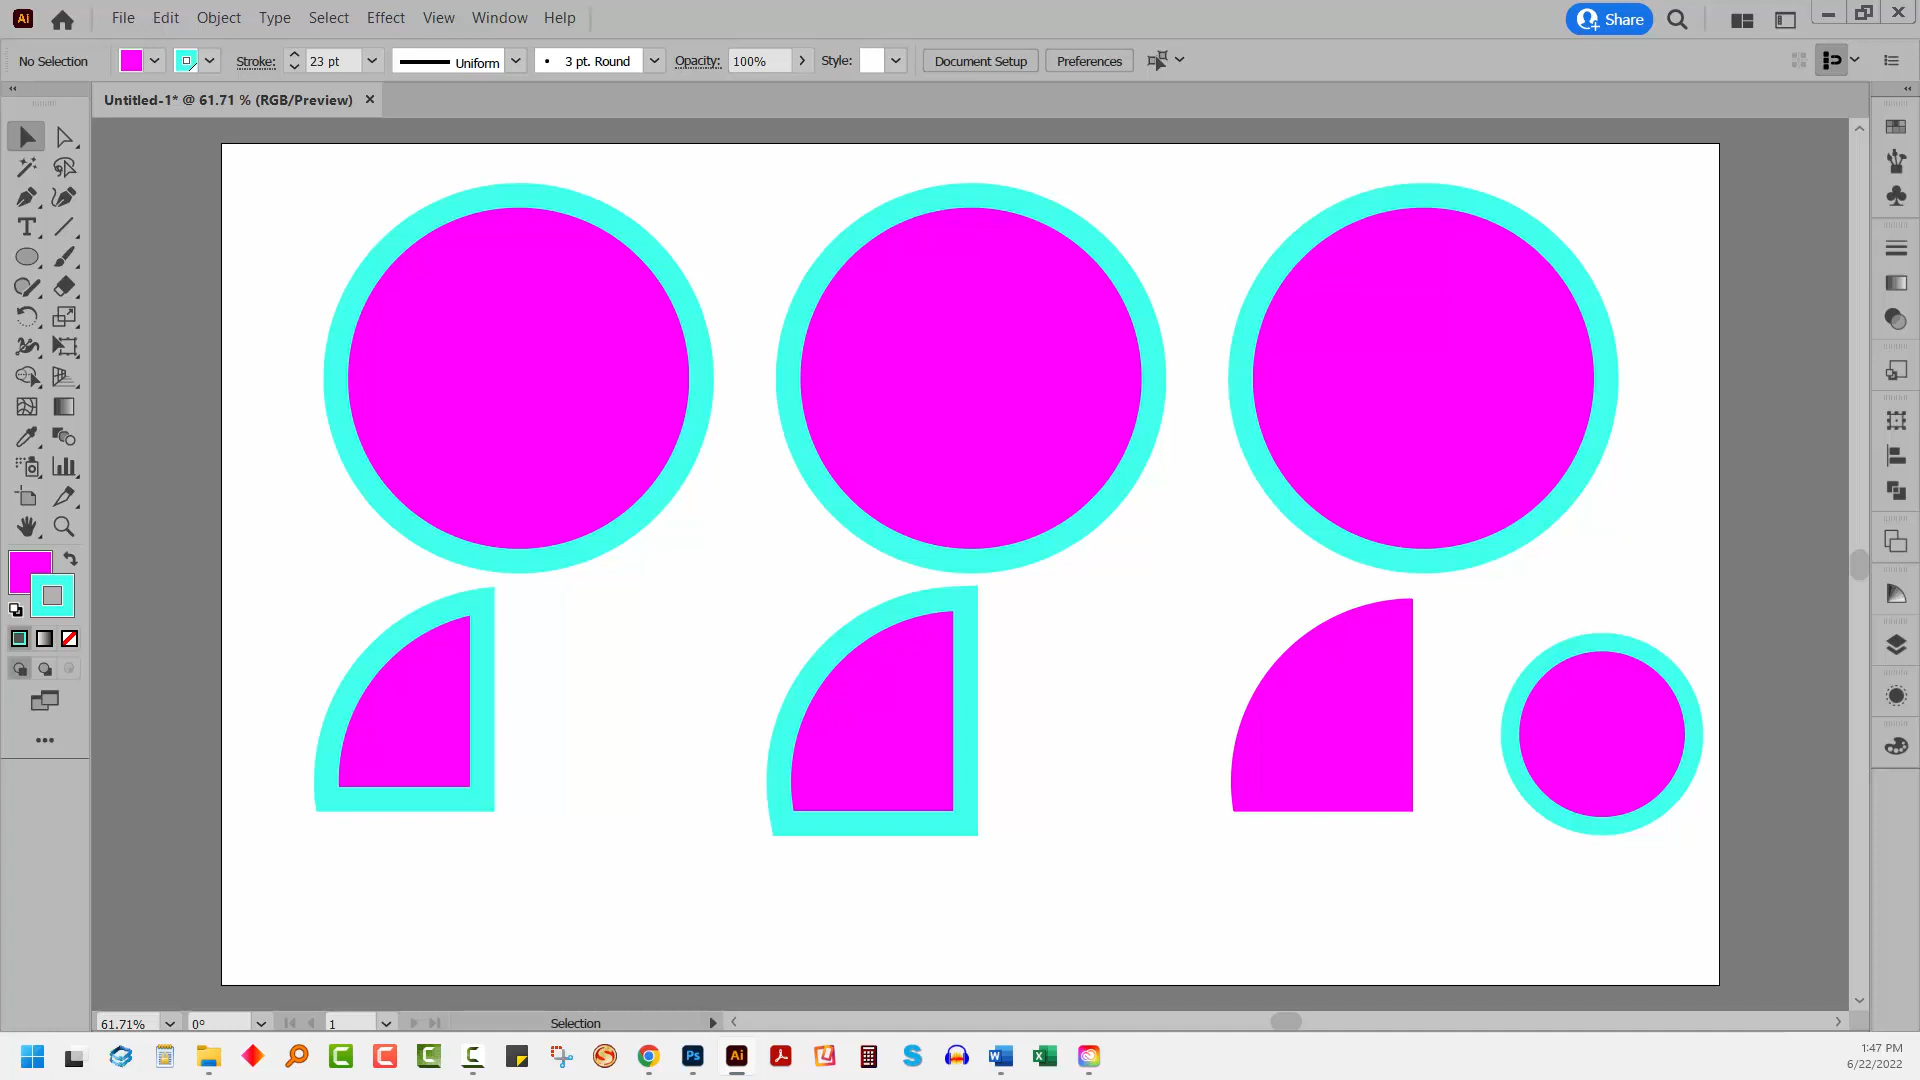 Ai File Edit Object Type Select Effect View Window Help Share
No Selection Stroke: 23 pt Uniform 3 pt. Round Opacity: 100% Style: Document Setup Preferences
Untitled-1* @ 61.71 % (RGB/Preview)
61.71% 0° 1 Selection
Ps Ai
1:47 PM
6/22/2022